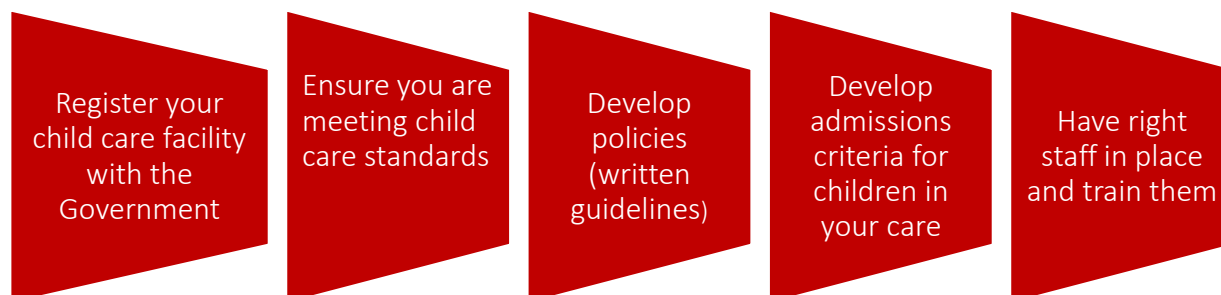 Register your
child care facility
with the
Government
Ensure you are
meeting child
care standards
Develop
policies
(written
guidelines)
Develop
admissions
criteria for
children in
your care
Have right
staff in place
and train them